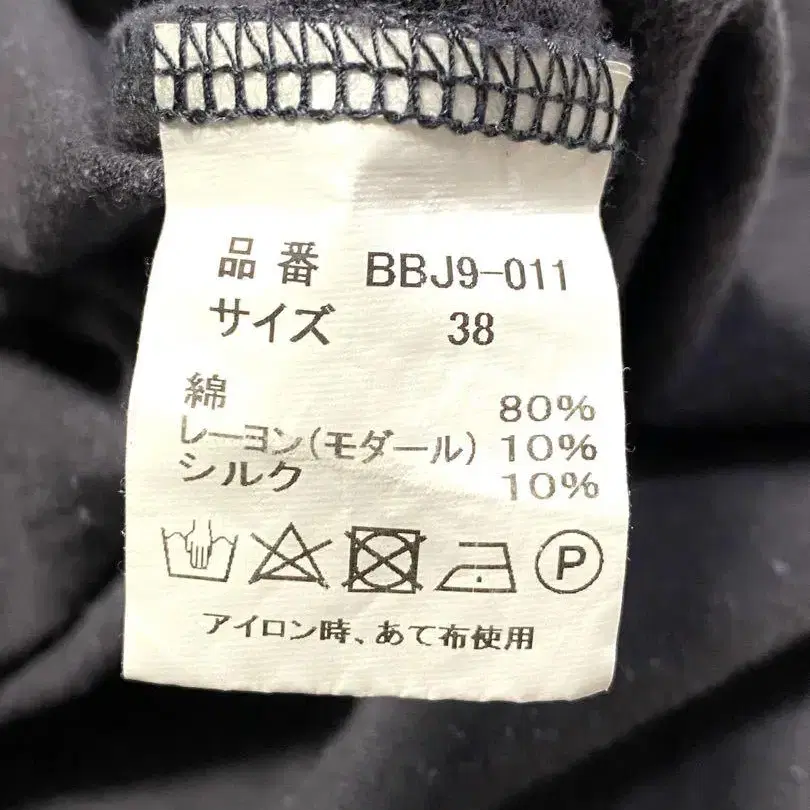 品番 BBJ9-011
サイズ 38
綿 80%
レーヨン(モダール) 10%
シルク 10%
P
アイロン時、あて布使用